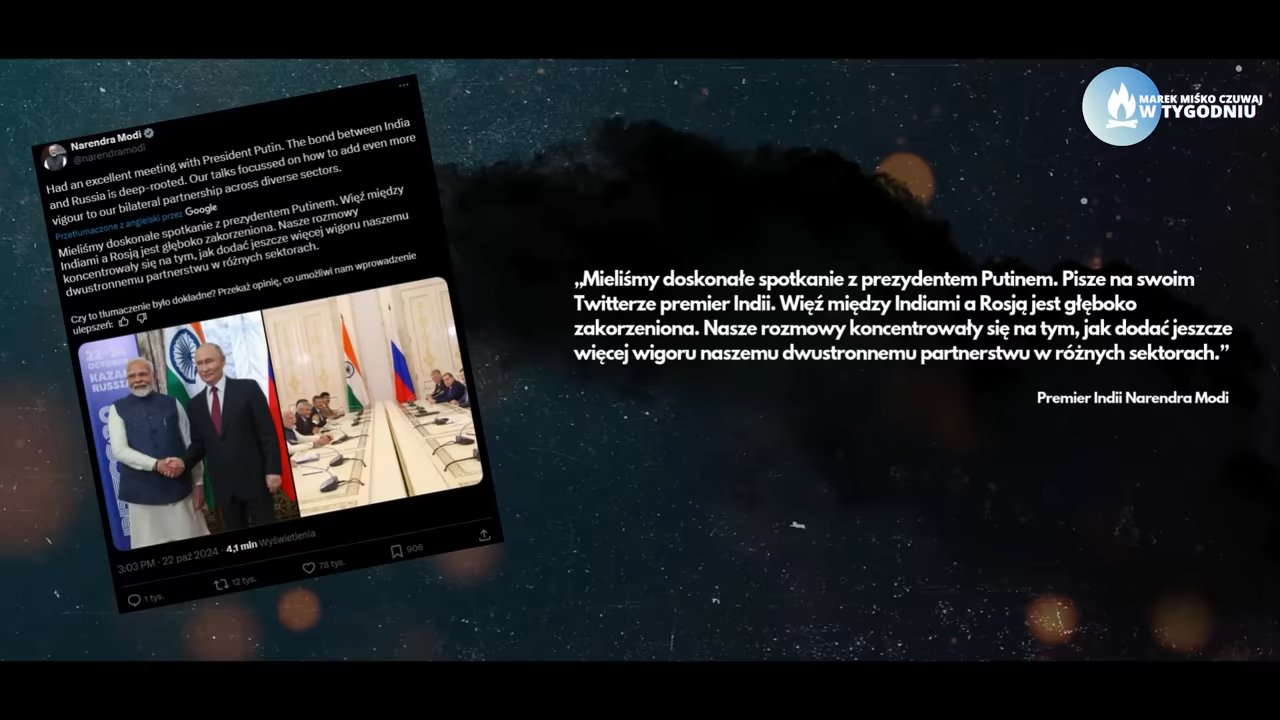 MAREK MIŚKO CZUWAJ
W TYGODNIU
Narendra Modi
@narendramodi
Had an excellent meeting with President Putin. The bond between India
and Russia is deep-rooted. Our talks focussed on how to add even more
vigour to our bilateral partnership across diverse sectors.
Przetłumaczone z angielski przez Google
Mieliśmy doskonałe spotkanie z prezydentem Putinem. Więź między
Indiami a Rosją jest głęboko zakorzeniona. Nasze rozmowy
koncentrowały się na tym, jak dodać jeszcze więcej wigoru naszemu
dwustronnemu partnerstwu w różnych sektorach.
Czy to tłumaczenie było dokładne? Przekaż opinię, co umożliwi nam wprowadzenie
ulepszeń:
OCTOBER
KAZAN
RUSSIA
3:03 PM · 22 paź 2024 · 4,1 mln Wyświetlenia
1 tys.
12 tys.
78 tys.
906
„Mieliśmy doskonałe spotkanie z prezydentem Putinem. Pisze na swoim
Twitterze premier Indii. Więź między Indiami a Rosją jest głęboko
zakorzeniona. Nasze rozmowy koncentrowały się na tym, jak dodać jeszcze
więcej wigoru naszemu dwustronnemu partnerstwu w różnych sektorach.”
Premier Indii Narendra Modi